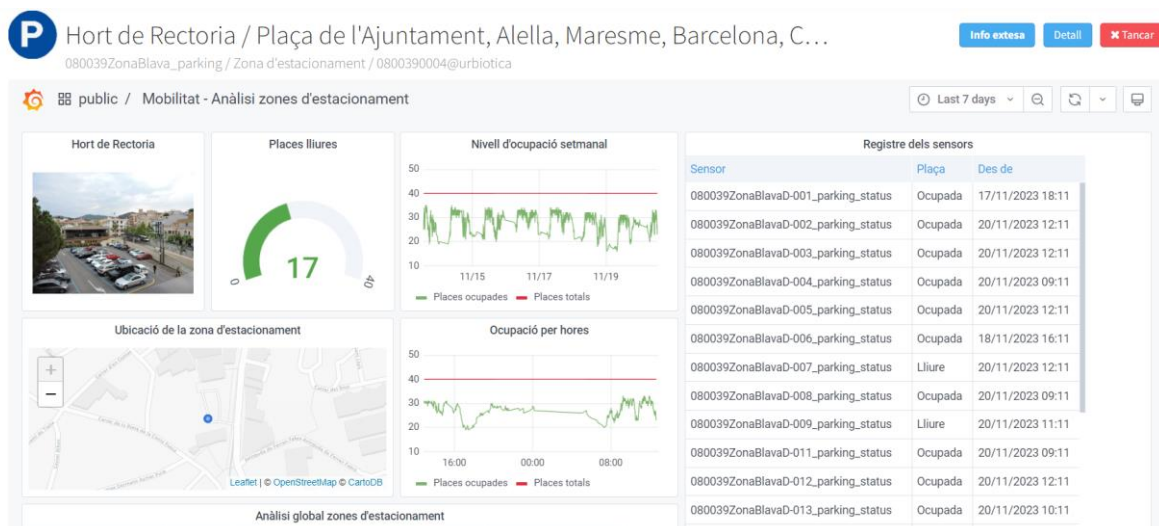 P
Hort de Rectoria / Plaça de l'Ajuntament, Alella, Maresme, Barcelona, C...
Info extesa
Detall
✖ Tancar
080039ZonaBlava_parking / Zona d'estacionament / 0800390004@urbiotica
public / Mobilitat - Anàlisi zones d'estacionament
Last 7 days
Hort de Rectoria
Places lliures
0
17
40
Nivell d'ocupació setmanal
50
40
30
20
10
11/15 11/17 11/19
Places ocupades Places totals
Ubicació de la zona d'estacionament
+
−
Leaflet | © OpenStreetMap © CartoDB
Ocupació per hores
50
40
30
20
10
16:00 00:00 08:00
Places ocupades Places totals
Registre dels sensors
Sensor Plaça Des de
080039ZonaBlavaD-001_parking_status Ocupada 17/11/2023 18:11
080039ZonaBlavaD-002_parking_status Ocupada 20/11/2023 12:11
080039ZonaBlavaD-003_parking_status Ocupada 20/11/2023 12:11
080039ZonaBlavaD-004_parking_status Ocupada 20/11/2023 09:11
080039ZonaBlavaD-005_parking_status Ocupada 20/11/2023 12:11
080039ZonaBlavaD-006_parking_status Ocupada 18/11/2023 16:11
080039ZonaBlavaD-007_parking_status Lliure 20/11/2023 12:11
080039ZonaBlavaD-008_parking_status Ocupada 20/11/2023 09:11
080039ZonaBlavaD-009_parking_status Lliure 20/11/2023 11:11
080039ZonaBlavaD-011_parking_status Ocupada 20/11/2023 09:11
080039ZonaBlavaD-012_parking_status Ocupada 20/11/2023 12:11
080039ZonaBlavaD-013_parking_status Ocupada 20/11/2023 10:11
Anàlisi global zones d'estacionament